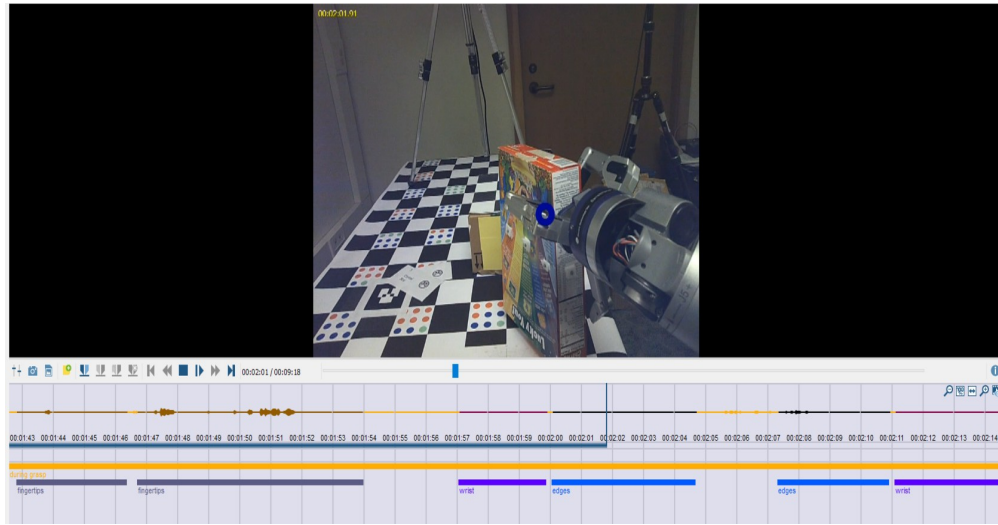 00:02:01.91
Lucky You!
00:02:01 / 00:09:18
00:01:43 00:01:44 00:01:45 00:01:46 00:01:47 00:01:48 00:01:49 00:01:50 00:01:51 00:01:52 00:01:53 00:01:54 00:01:55 00:01:56 00:01:57 00:01:58 00:01:59 00:02:00 00:02:01 00:02:02 00:02:03 00:02:04 00:02:05 00:02:06 00:02:07 00:02:08 00:02:09 00:02:10 00:02:11 00:02:12 00:02:13 00:02:14
during grasp
fingertips fingertips wrist edges edges wrist